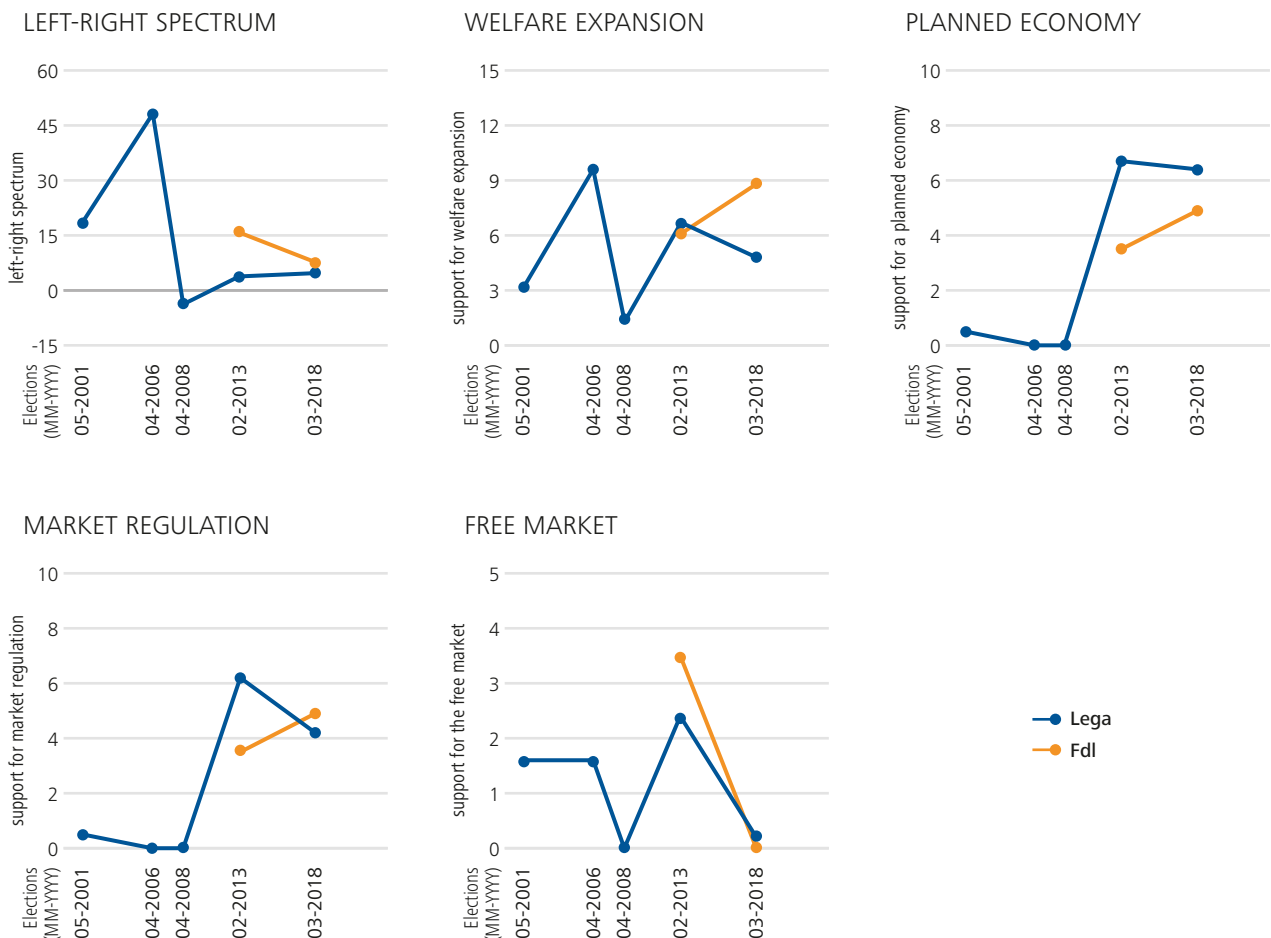 LEFT-RIGHT SPECTRUM
60
45
30
15
0
-15
left-right spectrum
Elections
(MM-YYYY)
05-2001
04-2006
04-2008
02-2013
03-2018
WELFARE EXPANSION
15
12
9
6
3
0
support for welfare expansion
Elections
(MM-YYYY)
05-2001
04-2006
04-2008
02-2013
03-2018
PLANNED ECONOMY
10
8
6
4
2
0
support for a planned economy
Elections
(MM-YYYY)
05-2001
04-2006
04-2008
02-2013
03-2018
MARKET REGULATION
10
8
6
4
2
0
support for market regulation
Elections
(MM-YYYY)
05-2001
04-2006
04-2008
02-2013
03-2018
FREE MARKET
5
4
3
2
1
0
support for the free market
Elections
(MM-YYYY)
05-2001
04-2006
04-2008
02-2013
03-2018
Lega
FdI